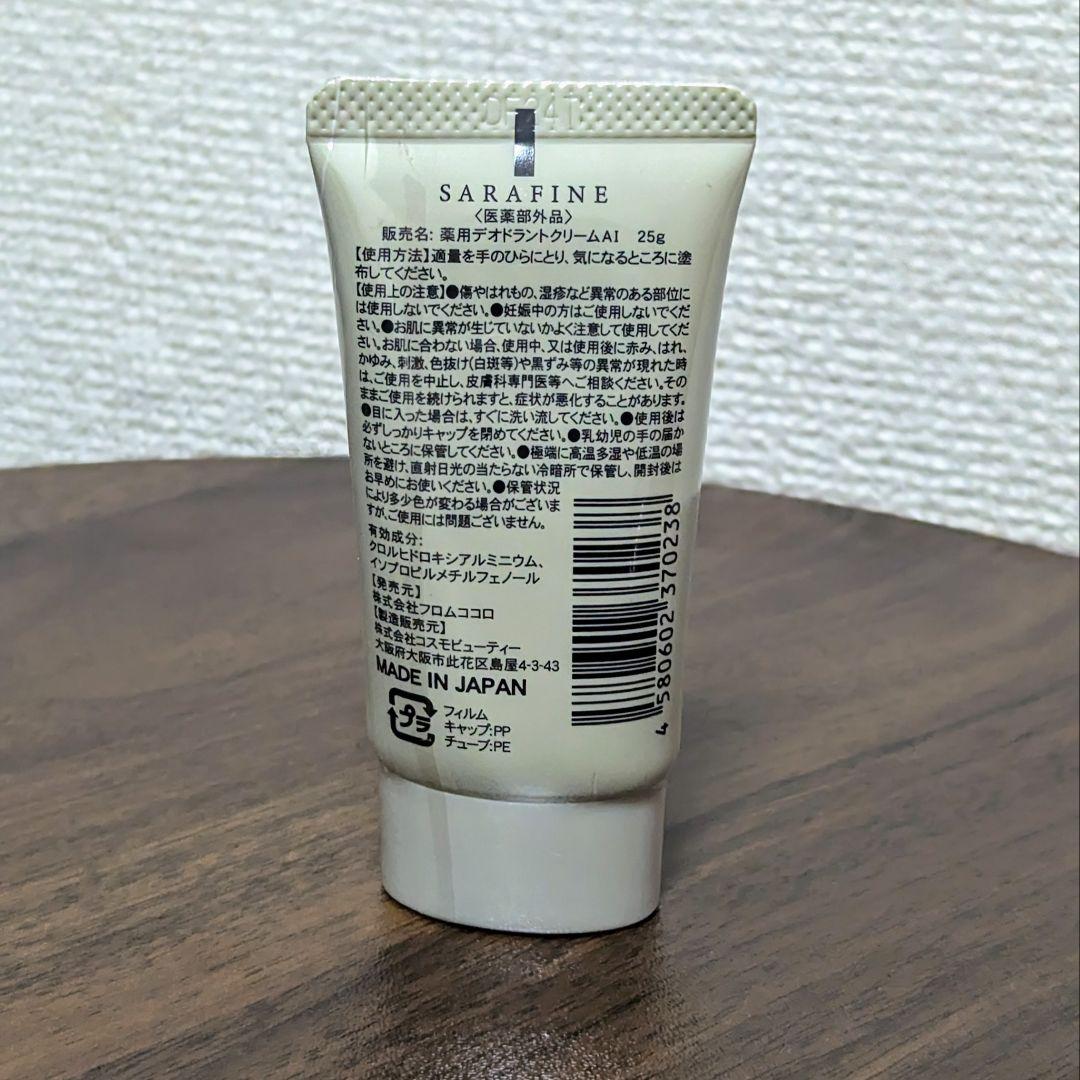 SARAFINE
〈医薬部外品〉
販売名: 薬用デオドラントクリームAI 25g
【使用方法】適量を手のひらにとり、気になるところに塗
布してください。
【使用上の注意】●傷やはれもの、湿疹など異常のある部位に
は使用しないでください。●妊娠中の方はご使用しないでくだ
さい。●お肌に異常が生じていないかよく注意して使用してくだ
さい。お肌に合わない場合、使用中、又は使用後に赤み、はれ、
かゆみ、刺激、色抜け(白斑等)や黒ずみ等の異常が現れた時
は、ご使用を中止し、皮膚科専門医等へご相談ください。その
ままご使用を続けられますと、症状が悪化することがあります。
●目に入った場合は、すぐに洗い流してください。●使用後は
必ずしっかりキャップを閉めてください。●乳幼児の手の届か
ないところに保管してください。●極端に高温多湿や低温の場
所を避け、直射日光の当たらない冷暗所で保管し、開封後は
お早めにお使いください。●保管状況
により多少色が変わる場合がございま
すが、ご使用には問題ございません。
有効成分:
クロルヒドロキシアルミニウム、
イソプロピルメチルフェノール
【発売元】
株式会社フロムココロ
【製造販売元】
株式会社コスモビューティー
大阪府大阪市此花区島屋4-3-43
MADE IN JAPAN
プラ
フィルム
キャップ:PP
チューブ:PE
4 580602 370238